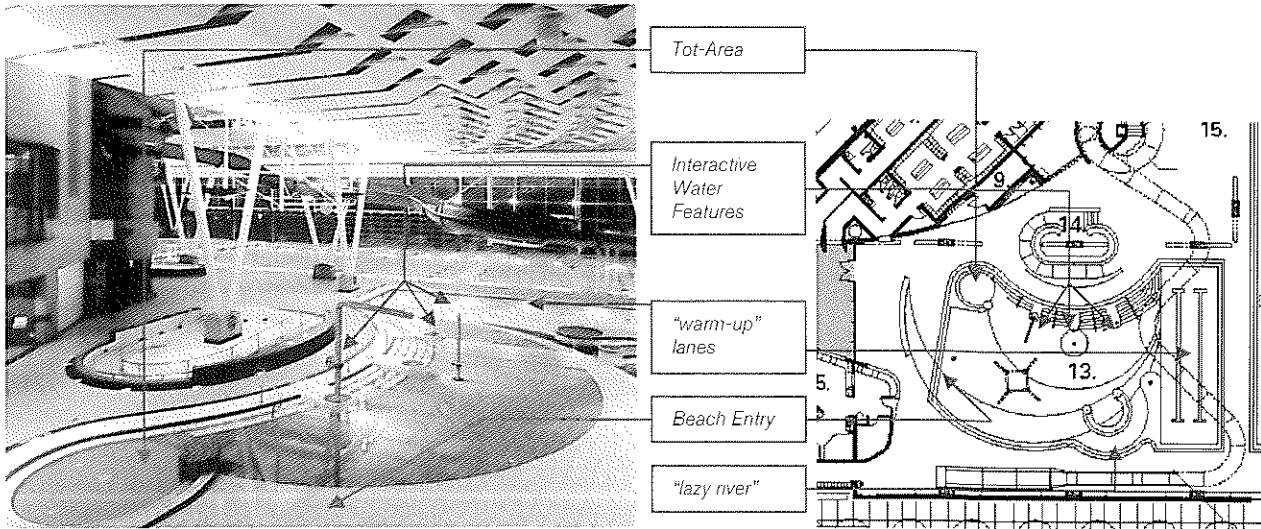 Tot-Area
Interactive
Water
Features
"warm-up"
lanes
Beach Entry
"lazy river"
15.
9
14.
13.
5.